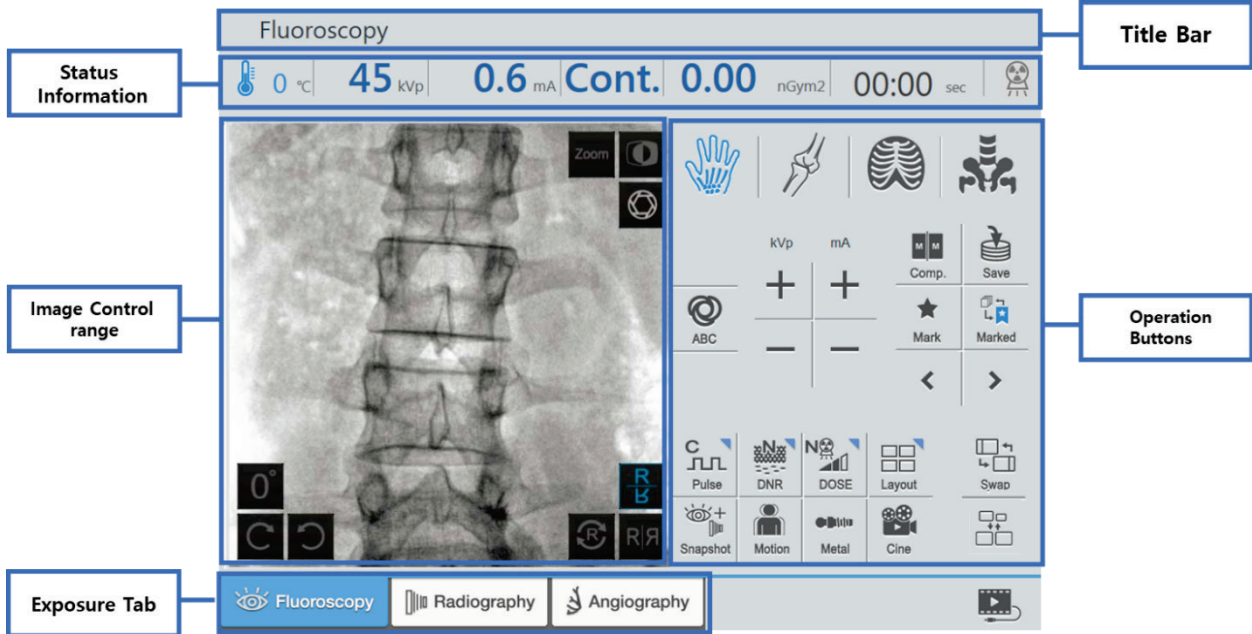 Fluoroscopy
Title Bar
Status
Information
0 °C
45 kVp
0.6 mA
Cont.
0.00 nGym2
00:00 sec
Zoom
Image Control
range
0°
R
R
R
R|R
kVp mA
+ +
− −
ABC
M M
Comp.
Save
Mark
Marked
< >
Operation
Buttons
C
Pulse
N
DNR
N
DOSE
Layout
Swap
Snapshot
Motion
Metal
Cine
Exposure Tab
Fluoroscopy
Radiography
Angiography